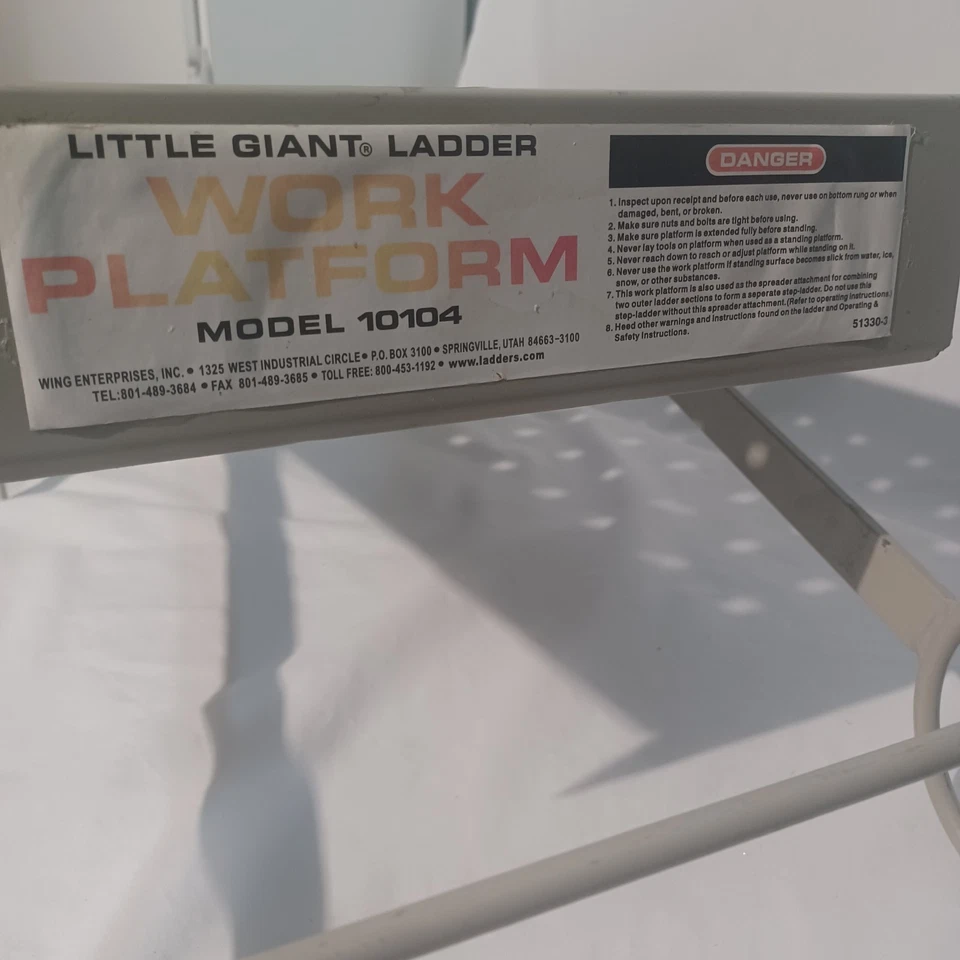 LITTLE GIANT® LADDER
WORK
PLATFORM
MODEL 10104
WING ENTERPRISES, INC. • 1325 WEST INDUSTRIAL CIRCLE • P.O. BOX 3100 • SPRINGVILLE, UTAH 84663-3100
TEL:801-489-3684 • FAX 801-489-3685 • TOLL FREE: 800-453-1192 • www.ladders.com
DANGER
1. Inspect upon receipt and before each use, never use on bottom rung or when
damaged, bent, or broken.
2. Make sure nuts and bolts are tight before using.
3. Make sure platform is extended fully before standing.
4. Never lay tools on platform when used as a standing platform.
5. Never reach down to reach or adjust platform while standing on it.
6. Never use the work platform if standing surface becomes slick from water, ice,
snow, or other substances.
7. This work platform is also used as the spreader attachment for combining
two outer ladder sections to form a seperate step-ladder. Do not use this
step-ladder without this spreader attachment. (Refer to operating instructions.)
8. Heed other warnings and instructions found on the ladder and Operating &
Safety Instructions.
51330-3